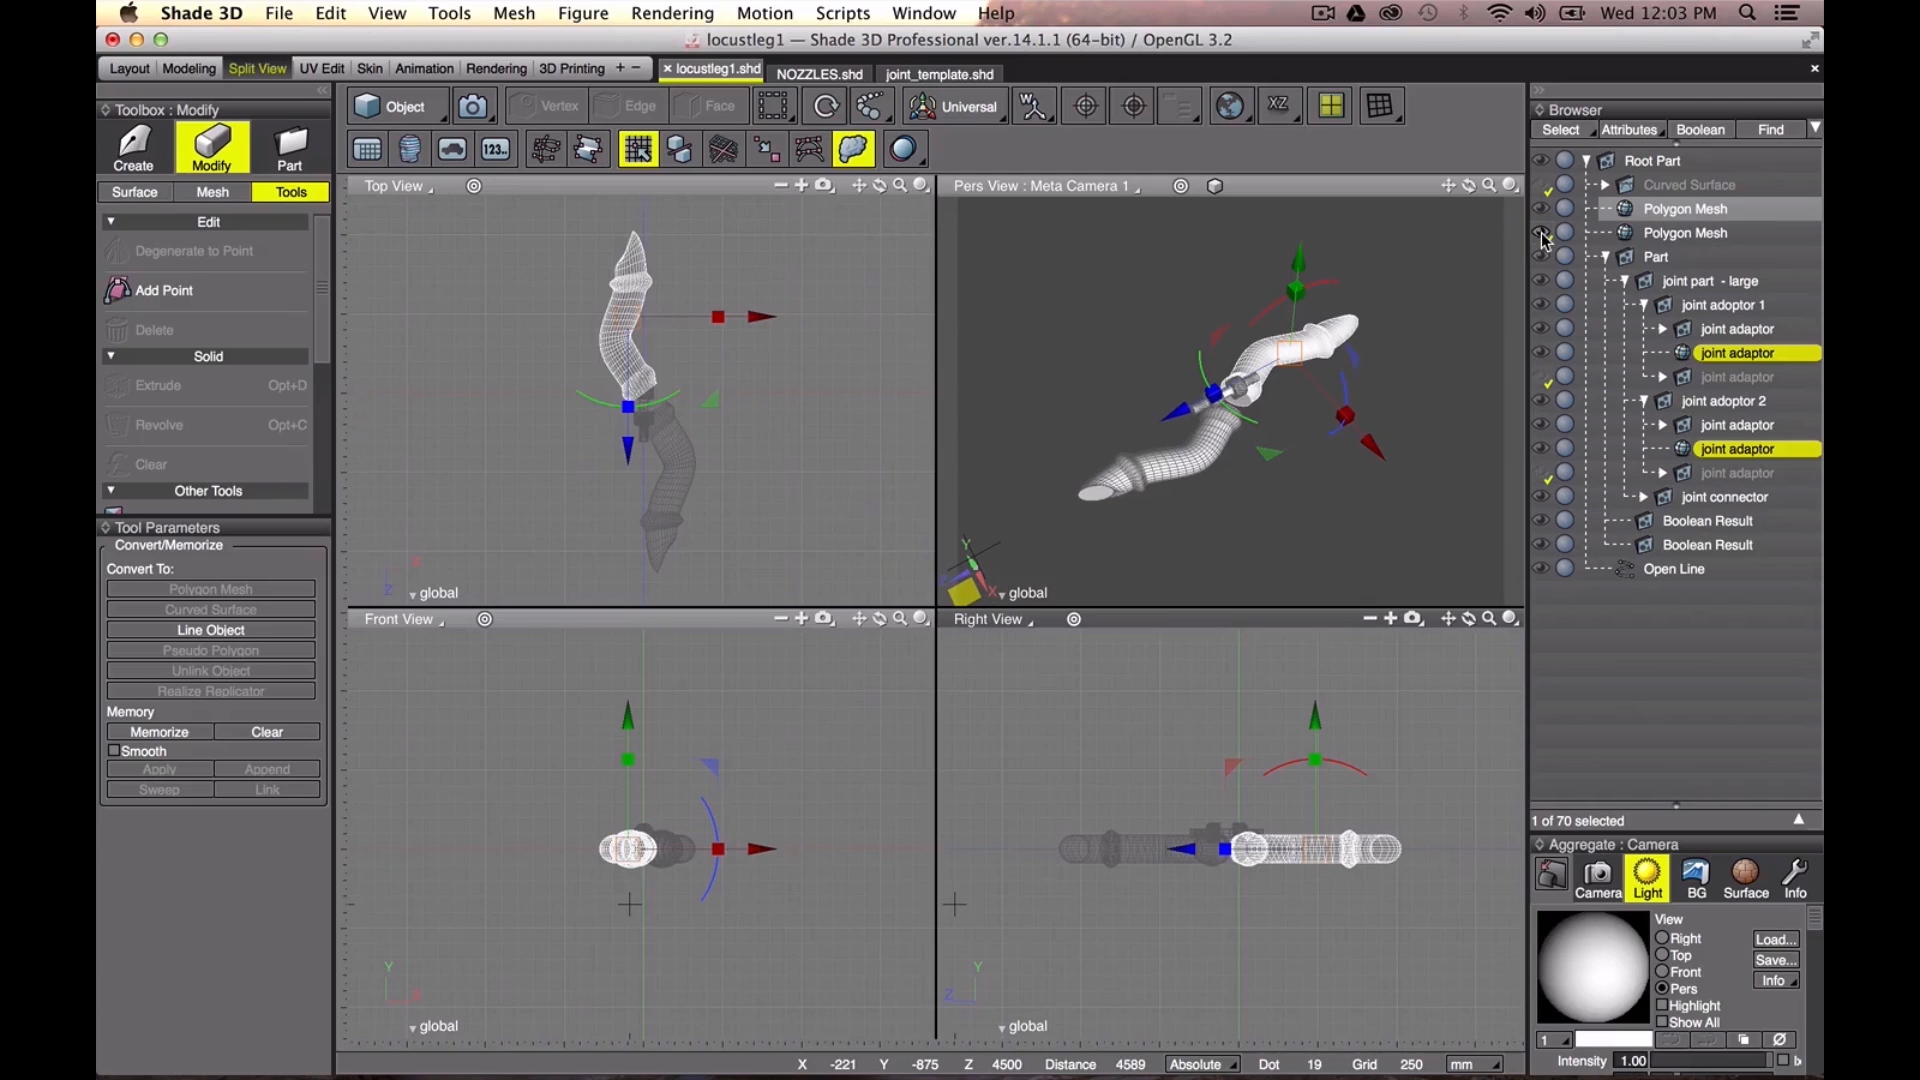 Shade 3D File Edit View Tools Mesh Figure Rendering Motion Scripts Window Help Wed 12:03 PM
locustleg1 — Shade 3D Professional ver.14.1.1 (64-bit) / OpenGL 3.2
Layout Modeling Split View UV Edit Skin Animation Rendering 3D Printing + − × locustleg1.shd NOZZLES.shd joint_template.shd ×
Toolbox : Modify
Create Modify Part
Surface Mesh Tools
Edit
Degenerate to Point
Add Point
Delete
Solid
Extrude Opt+D
Revolve Opt+C
Clear
Other Tools
Tool Parameters
Convert/Memorize
Convert To:
Polygon Mesh
Curved Surface
Line Object
Pseudo Polygon
Unlink Object
Realize Replicator
Memory
Memorize Clear
Smooth
Apply Append
Sweep Link
Object Vertex Edge Face Universal XZ
123..
Top View
global
Pers View : Meta Camera 1
Y
X
global
Front View
Y
global
Right View
Y
Z
global
X -221 Y -875 Z 4500 Distance 4589 Absolute Dot 19 Grid 250 mm
Browser
Select Attributes Boolean Find
Root Part
Curved Surface
Polygon Mesh
Polygon Mesh
Part
joint part - large
joint adoptor 1
joint adaptor
joint adaptor
joint adaptor
joint adoptor 2
joint adaptor
joint adaptor
joint adaptor
joint connector
Boolean Result
Boolean Result
Open Line
1 of 70 selected
Aggregate : Camera
Camera Light BG Surface Info
View
Right Load...
Top Save...
Front
Info
Pers
Highlight
Show All
1
Intensity 1.00